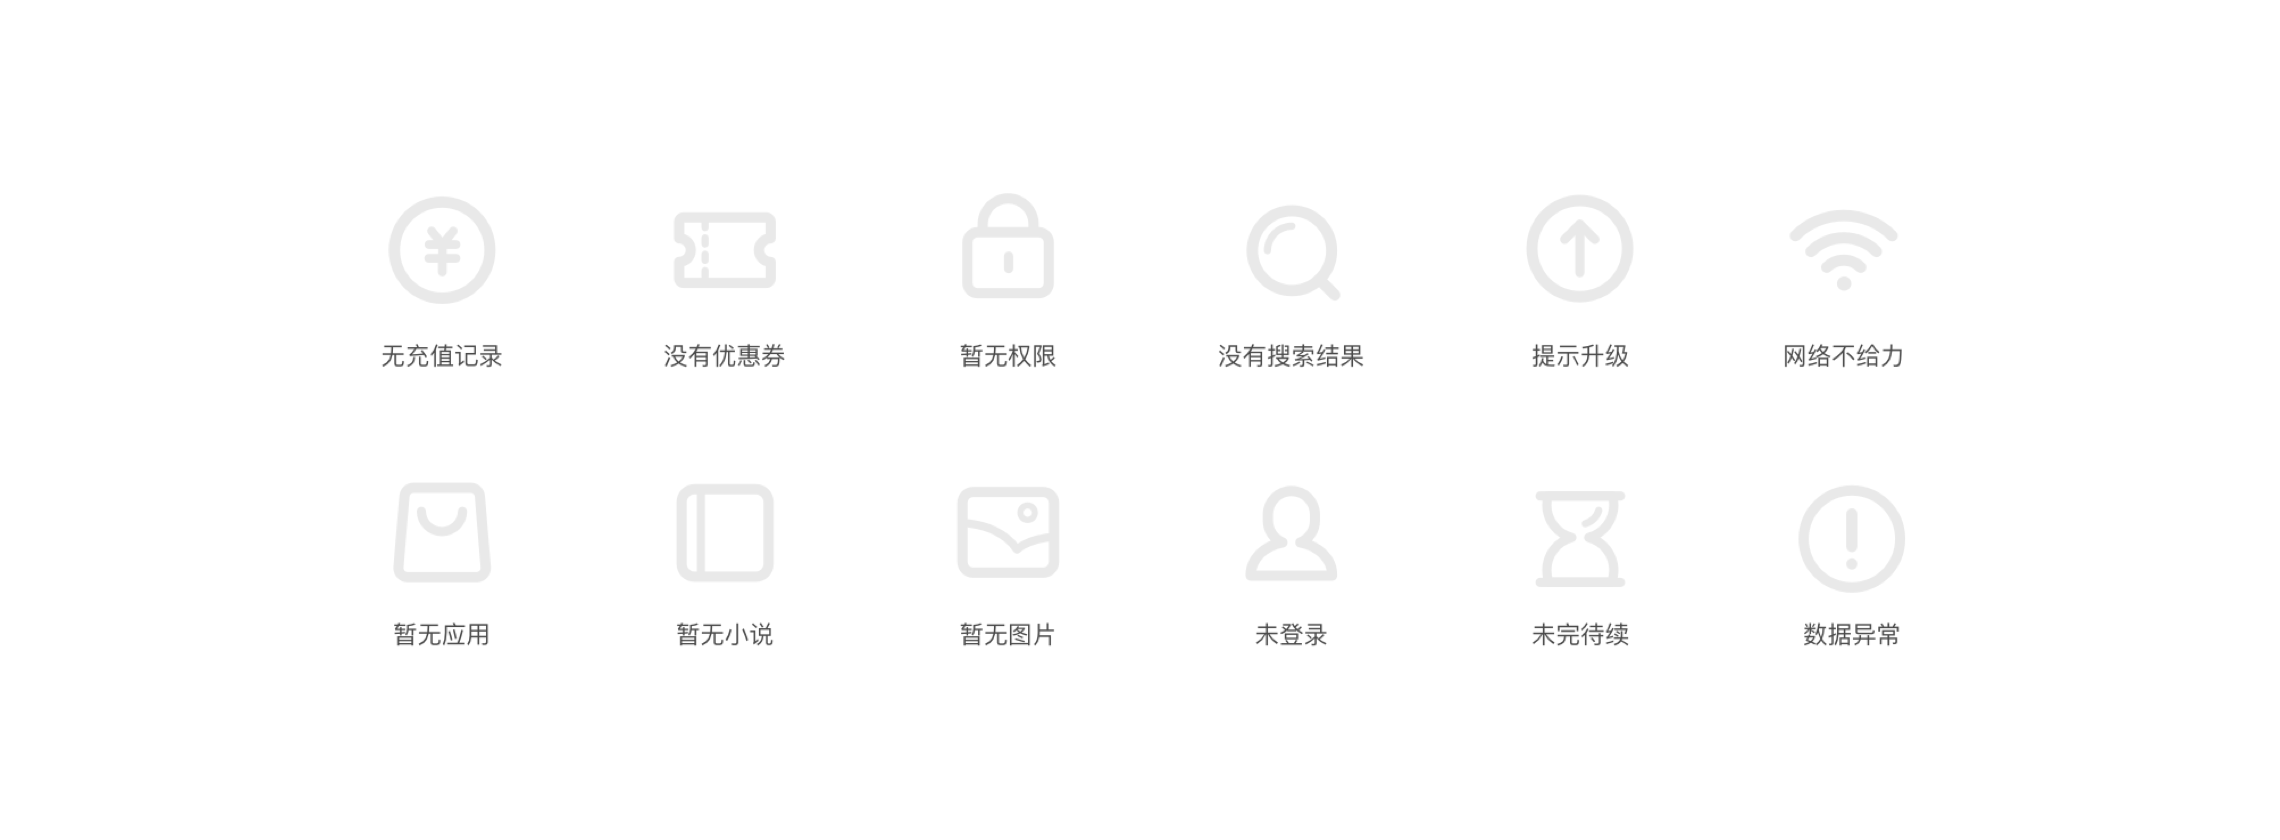 无充值记录
没有优惠券
暂无权限
没有搜索结果
提示升级
网络不给力
暂无应用
暂无小说
暂无图片
未登录
未完待续
数据异常